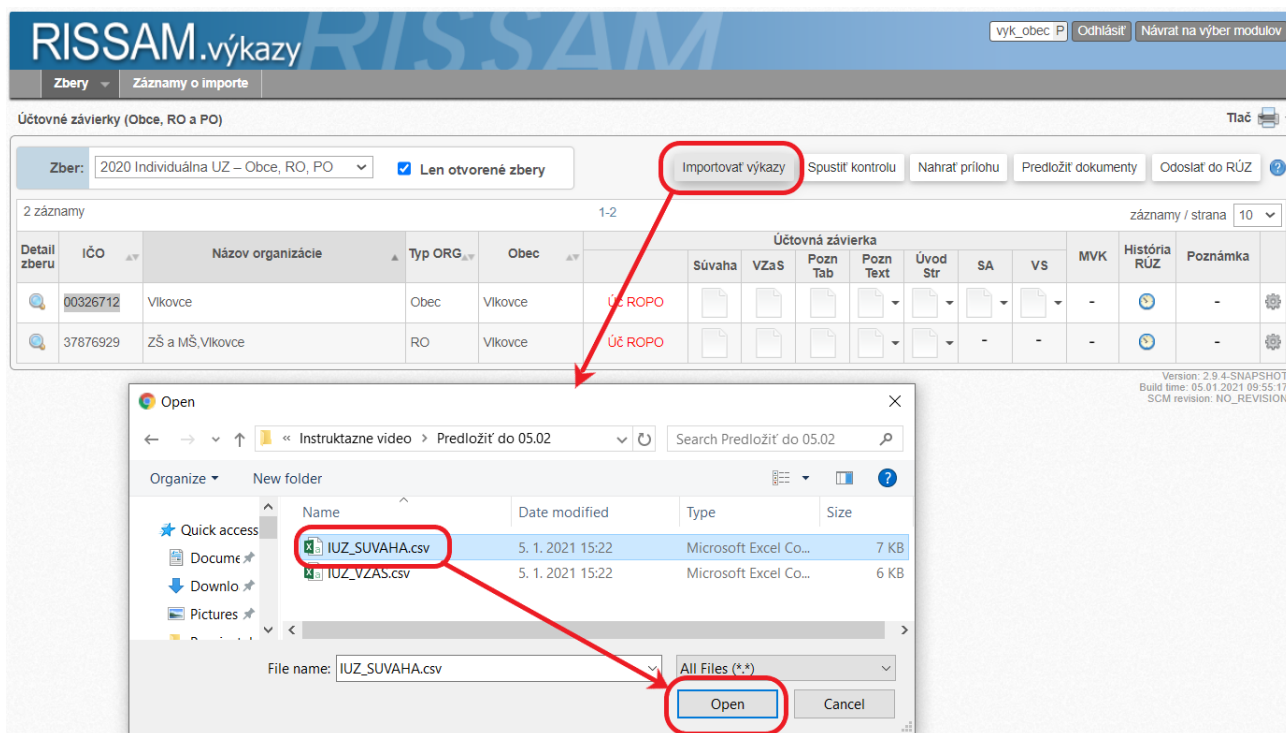 RISSAM.výkazy
RISSAM
vyk_obec P Odhlásiť Návrat na výber modulov
Zbery Záznamy o importe
Účtovné závierky (Obce, RO a PO) Tlač
Zber: 2020 Individuálna UZ – Obce, RO, PO Len otvorené zbery Importovať výkazy Spustiť kontrolu Nahrať prílohu Predložiť dokumenty Odoslať do RÚZ ?
2 záznamy 1-2 záznamy / strana 10
Detail zberu IČO Názov organizácie Typ ORG Obec Účtovná závierka MVK História RÚZ Poznámka
Súvaha VZaS Pozn Tab Pozn Text Úvod Str SA VS
00326712 Vlkovce Obec Vlkovce Úč ROPO - -
37876929 ZŠ a MŠ,Vlkovce RO Vlkovce Úč ROPO - - - -
Version: 2.9.4-SNAPSHOT
Build time: 05.01.2021 09:55:17
SCM revision: NO_REVISION
Open
« Instruktazne video > Predložiť do 05.02 Search Predložiť do 05.02
Organize New folder ?
Name Date modified Type Size
Quick access
IUZ_SUVAHA.csv 5. 1. 2021 15:22 Microsoft Excel Co... 7 KB
Docume
IUZ_VZAS.csv 5. 1. 2021 15:22 Microsoft Excel Co... 6 KB
Downlo
Pictures
File name: IUZ_SUVAHA.csv All Files (*.*)
Open Cancel